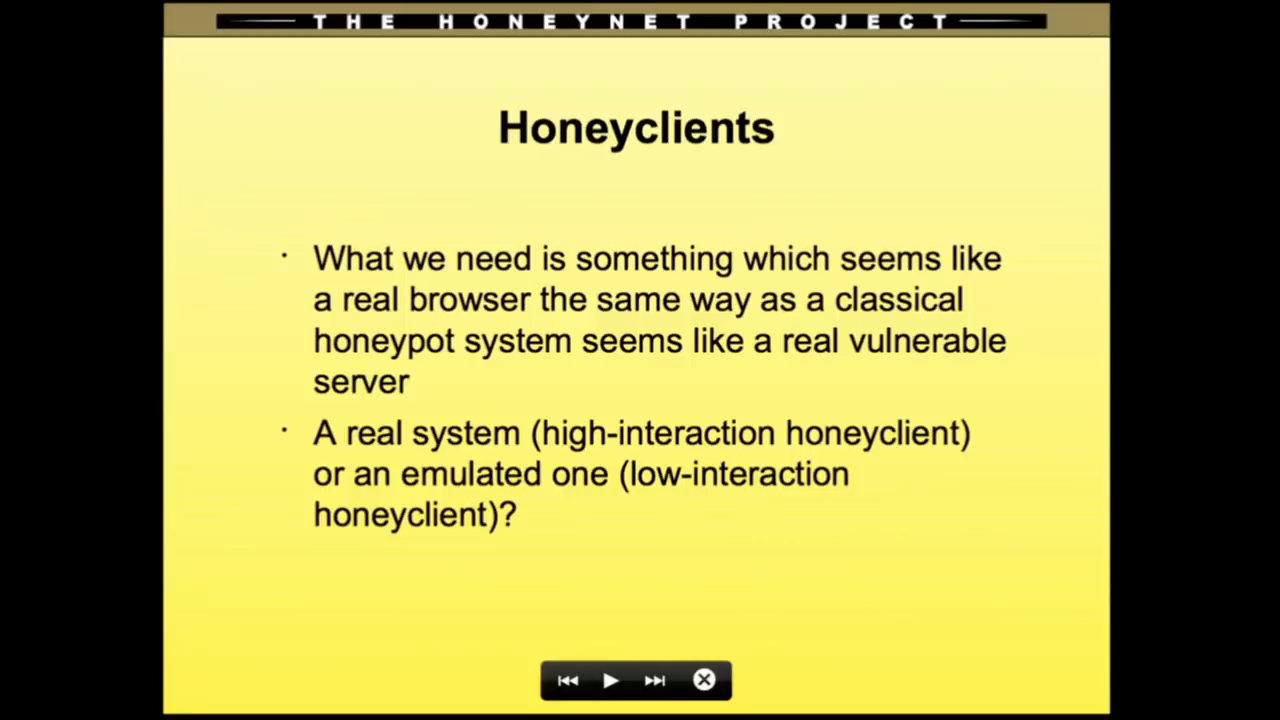 THE HONEYNET PROJECT
Honeyclients
· What we need is something which seems like
a real browser the same way as a classical
honeypot system seems like a real vulnerable
server
· A real system (high-interaction honeyclient)
or an emulated one (low-interaction
honeyclient)?